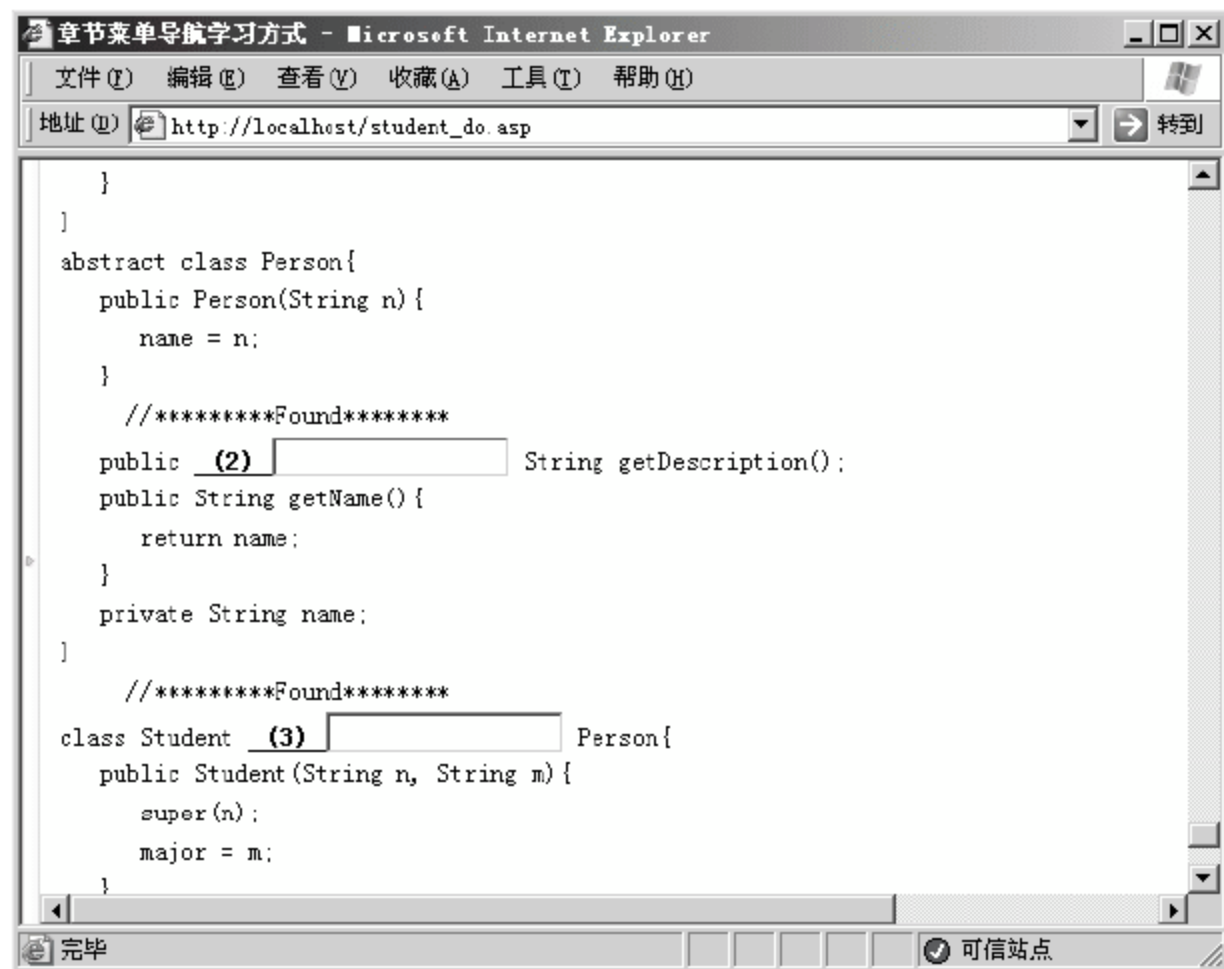 章节菜单导航学习方式 - Microsoft Internet Explorer
文件(F) 编辑(E) 查看(V) 收藏(A) 工具(T) 帮助(H)
地址(D) http://localhost/student_do.asp 转到
}
}
abstract class Person{
public Person(String n){
name = n;
}
//*********Found********
public (2) String getDescription();
public String getName(){
return name;
}
private String name;
}
//*********Found********
class Student (3) Person{
public Student(String n, String m){
super(n);
major = m;
}
完毕 可信站点